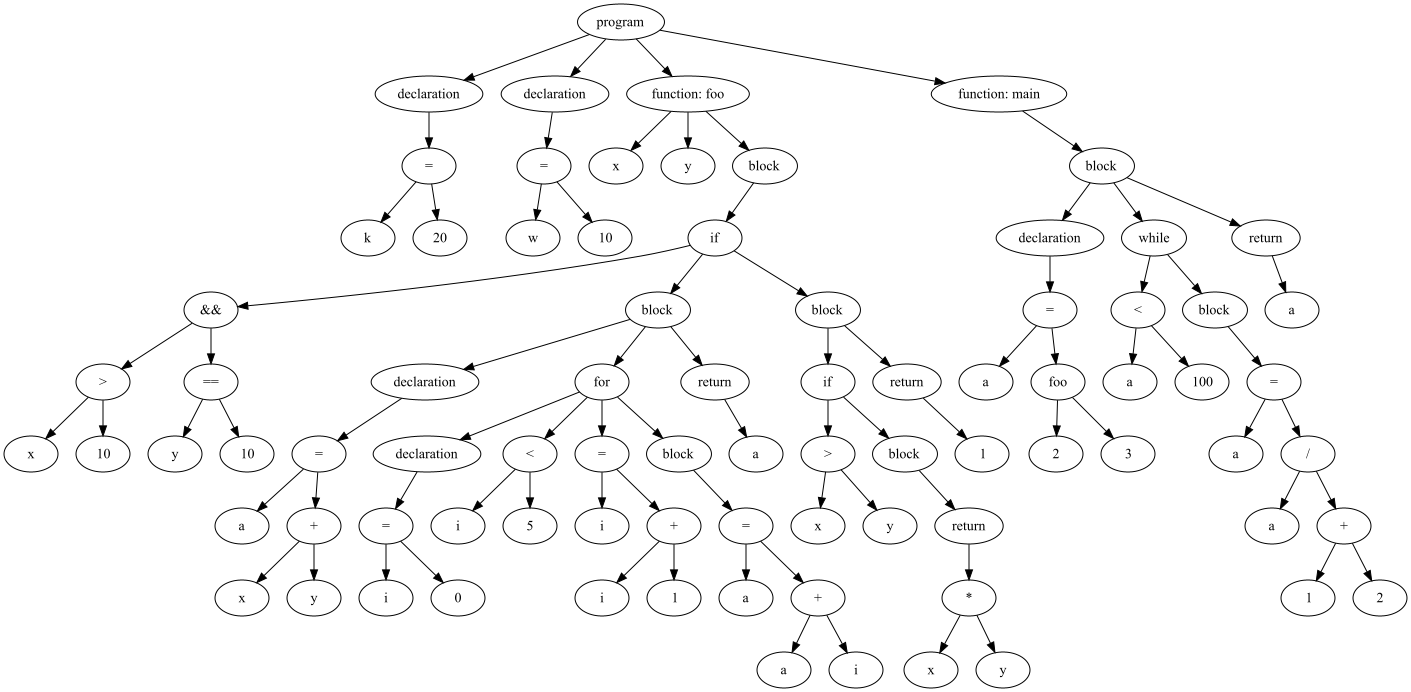 program
declaration declaration function: foo function: main
= = x y block block
k 20 w 10 if declaration while return
&& block block = < block a
> == declaration for return if return a foo a 100 =
x 10 y 10 = declaration < = block a > block 1 2 3 a /
a + = i 5 i + = x y return a +
x y i 0 i 1 a + * 1 2
a i x y